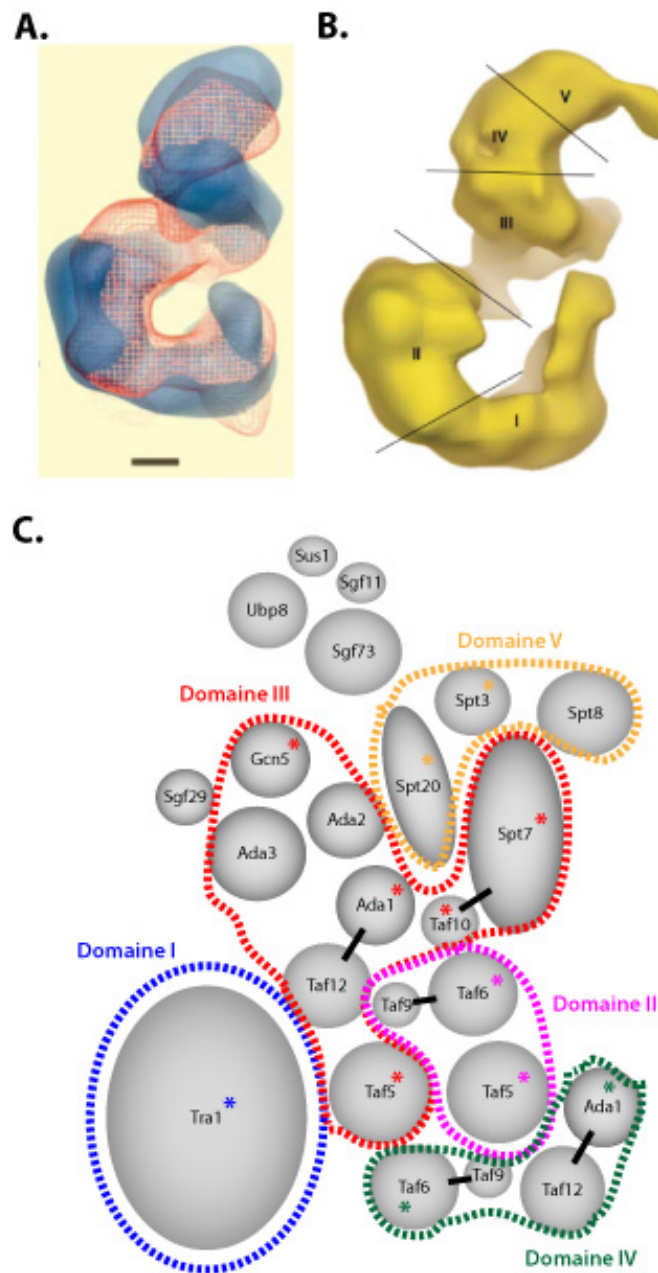 A.
B.
V
IV
III
II
I
C.
Sus1
Sgf11
Ubp8
Sgf73
Domaine V
Domaine III
Spt3 *
Spt8
Gcn5 *
Spt20 *
Sgf29
Ada2
Spt7 *
Ada3
Ada1 *
Taf10 *
Domaine I
Taf12
Taf9
Taf6 *
Domaine II
Tra1 *
Taf5 *
Taf5 *
Ada1 *
Taf6 *
Taf9
Taf12
Domaine IV